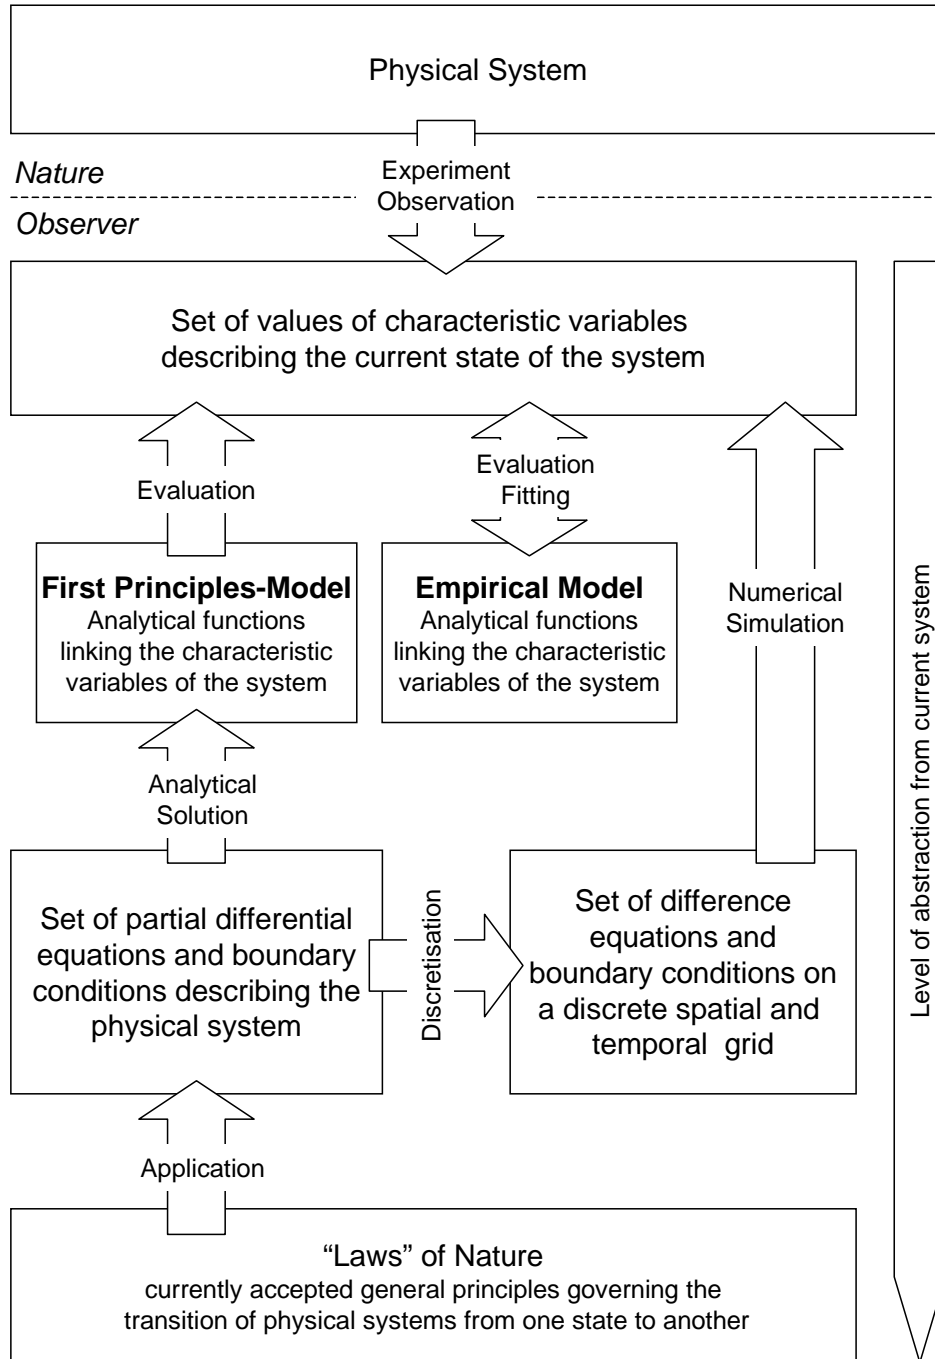 Physical System
Nature
Experiment
Observation
Observer
Set of values of characteristic variables
describing the current state of the system
Evaluation
Evaluation
Fitting
First Principles-Model
Analytical functions
linking the characteristic
variables of the system
Empirical Model
Analytical functions
linking the characteristic
variables of the system
Numerical
Simulation
Level of abstraction from current system
Analytical
Solution
Set of partial differential
equations and boundary
conditions describing the
physical system
Discretisation
Set of difference
equations and
boundary conditions on
a discrete spatial and
temporal grid
Application
“Laws” of Nature
currently accepted general principles governing the
transition of physical systems from one state to another